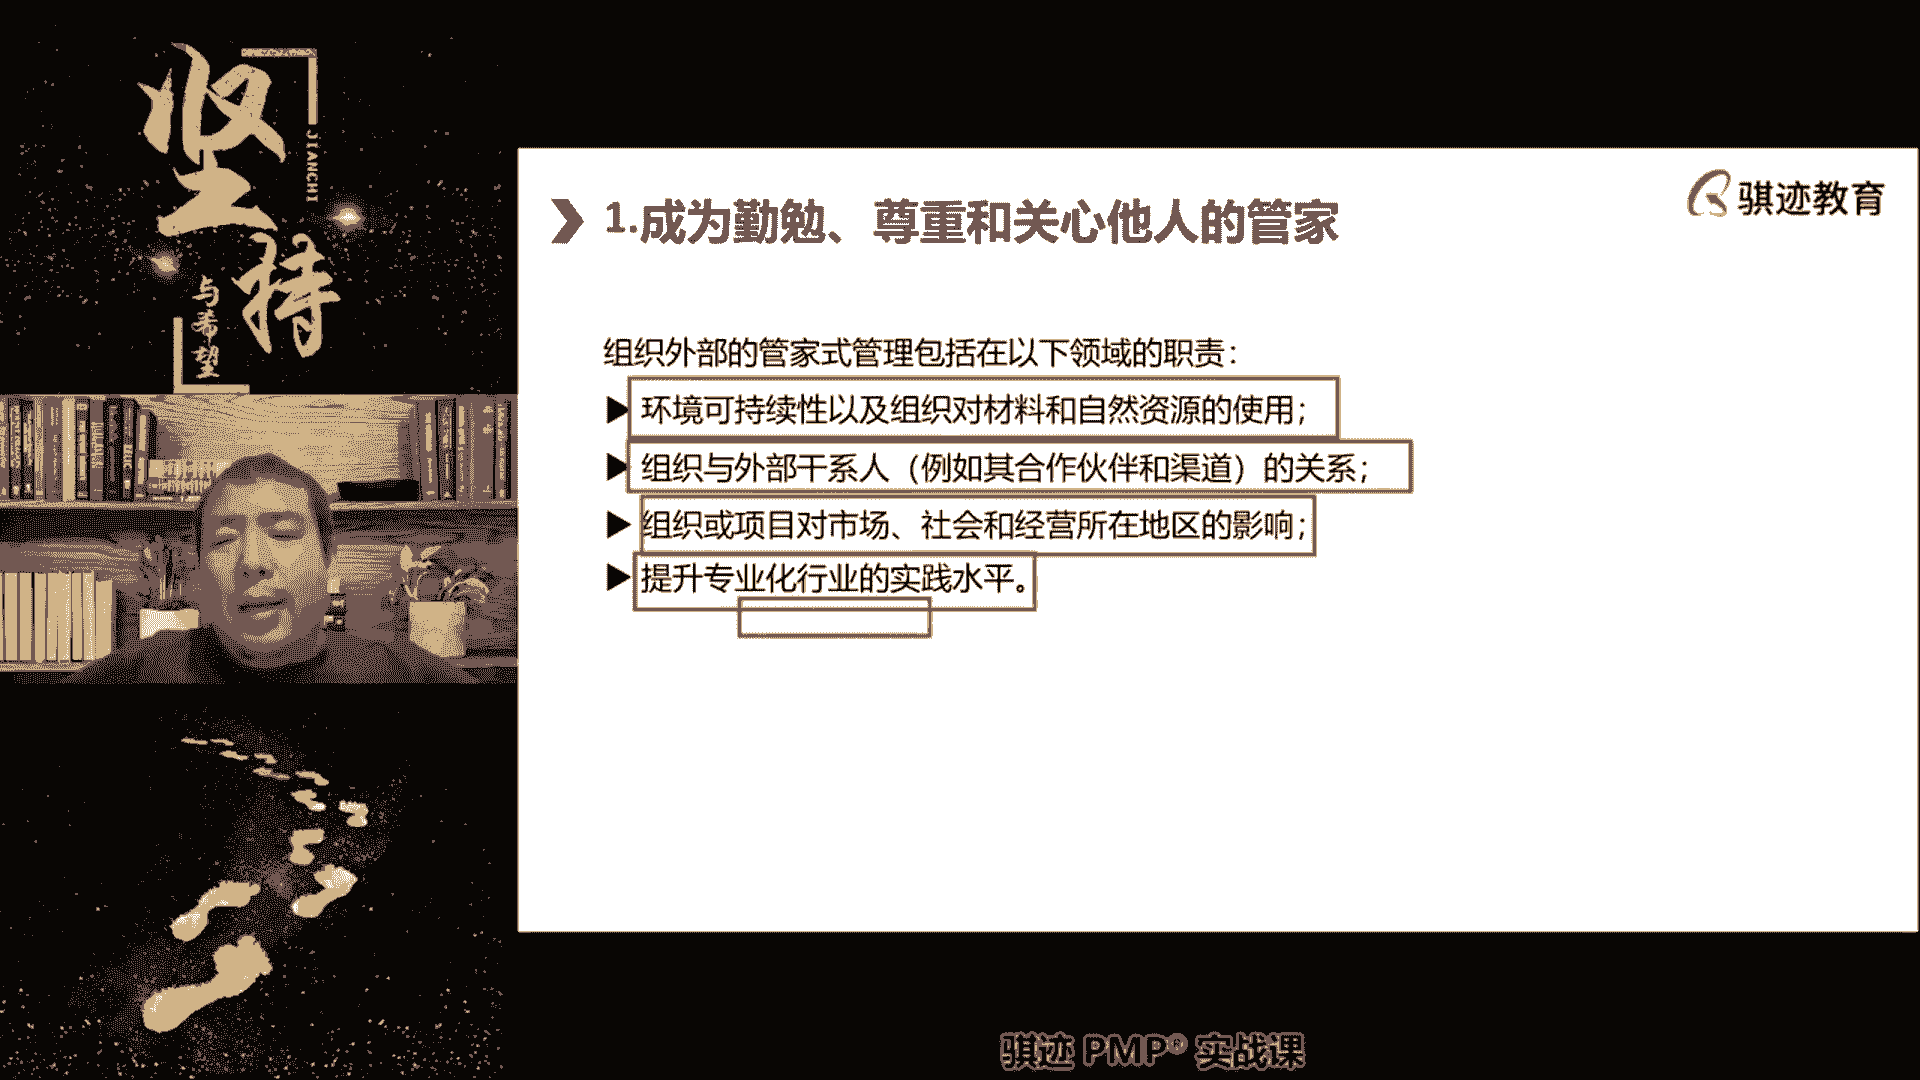 坚持
JIANCHI
与希望
骐迹教育
1.成为勤勉、尊重和关心他人的管家
组织外部的管家式管理包括在以下领域的职责：
▶环境可持续性以及组织对材料和自然资源的使用；
▶组织与外部干系人（例如其合作伙伴和渠道）的关系；
▶组织或项目对市场、社会和经营所在地区的影响；
▶提升专业化行业的实践水平。
骐迹 PMP® 实战课